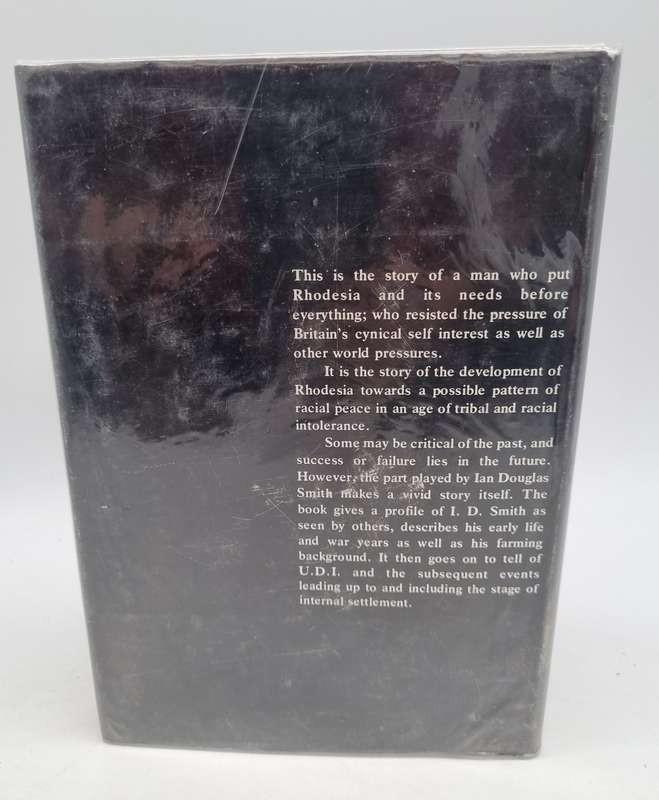 This is the story of a man who put
Rhodesia and its needs before
everything; who resisted the pressure of
Britain's cynical self interest as well as
other world pressures.
It is the story of the development of
Rhodesia towards a possible pattern of
racial peace in an age of tribal and racial
intolerance.
Some may be critical of the past, and
success or failure lies in the future.
However, the part played by Ian Douglas
Smith makes a vivid story itself. The
book gives a profile of I. D. Smith as
seen by others, describes his early life
and war years as well as his farming
background. It then goes on to tell of
U.D.I. and the subsequent events
leading up to and including the stage of
internal settlement.